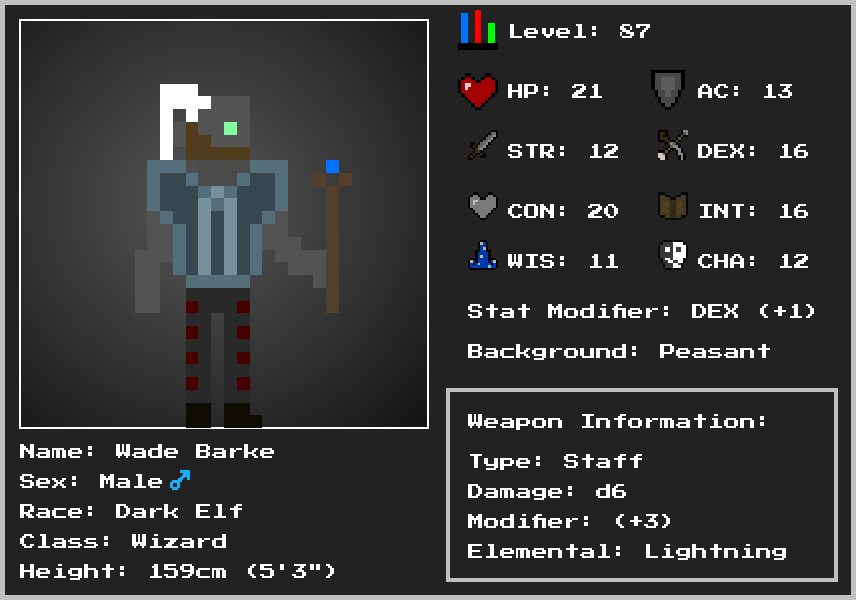 Level: 87
HP: 21
AC: 13
STR: 12
DEX: 16
CON: 20
INT: 16
WIS: 11
CHA: 12
Stat Modifier: DEX (+1)
Background: Peasant
Name: Wade Barke
Sex: Male ♂
Race: Dark Elf
Class: Wizard
Height: 159cm (5'3")
Weapon Information:
Type: Staff
Damage: d6
Modifier: (+3)
Elemental: Lightning